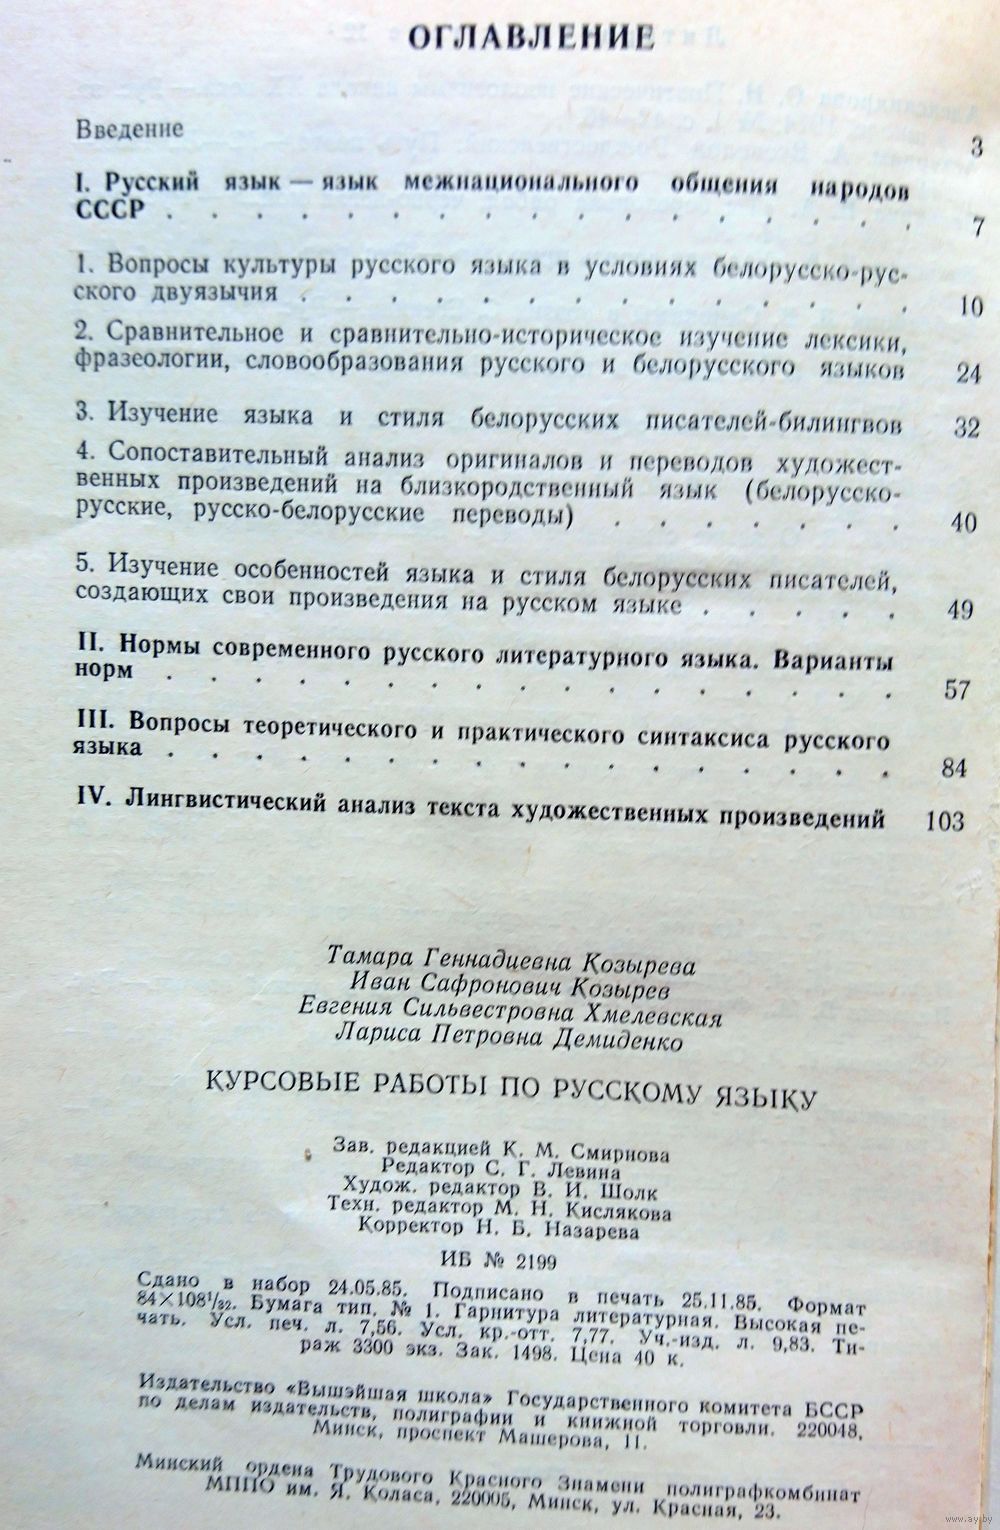 ОГЛАВЛЕНИЕ
Введение 3
I. Русский язык — язык межнационального общения народов
СССР . . . . . . . . . . . . . . . . . 7
1. Вопросы культуры русского языка в условиях белорусско-рус-
ского двуязычия . . . . . . . . . . . . . . 10
2. Сравнительное и сравнительно-историческое изучение лексики,
фразеологии, словообразования русского и белорусского языков 24
3. Изучение языка и стиля белорусских писателей-билингвов 32
4. Сопоставительный анализ оригиналов и переводов художест-
венных произведений на близкородственный язык (белорусско-
русские, русско-белорусские переводы) . . . . . . . 40
5. Изучение особенностей языка и стиля белорусских писателей,
создающих свои произведения на русском языке . . . . . 49
II. Нормы современного русского литературного языка. Варианты
норм . . . . . . . . . . . . . . . . . 57
III. Вопросы теоретического и практического синтаксиса русского
языка . . . . . . . . . . . . . . . . . 84
IV. Лингвистический анализ текста художественных произведений 103
Тамара Геннадиевна Козырева
Иван Сафронович Козырев
Евгения Сильвестровна Хмелевская
Лариса Петровна Демиденко
КУРСОВЫЕ РАБОТЫ ПО РУССКОМУ ЯЗЫКУ
Зав. редакцией К. М. Смирнова
Редактор С. Г. Левина
Худож. редактор В. И. Шолк
Техн. редактор М. Н. Кислякова
Корректор Н. Б. Назарева
ИБ № 2199
Сдано в набор 24.05.85. Подписано в печать 25.11.85. Формат
84×108¹/₃₂. Бумага тип. № 1. Гарнитура литературная. Высокая пе-
чать. Усл. печ. л. 7,56. Усл. кр.-отт. 7,77. Уч.-изд. л. 9,83. Ти-
раж 3300 экз. Зак. 1498. Цена 40 к.
Издательство «Вышэйшая школа» Государственного комитета БССР
по делам издательств, полиграфии и книжной торговли. 220048,
Минск, проспект Машерова, 11.
Минский ордена Трудового Красного Знамени полиграфкомбинат
МППО им. Я. Коласа. 220005, Минск, ул. Красная, 23.
www.ay.by